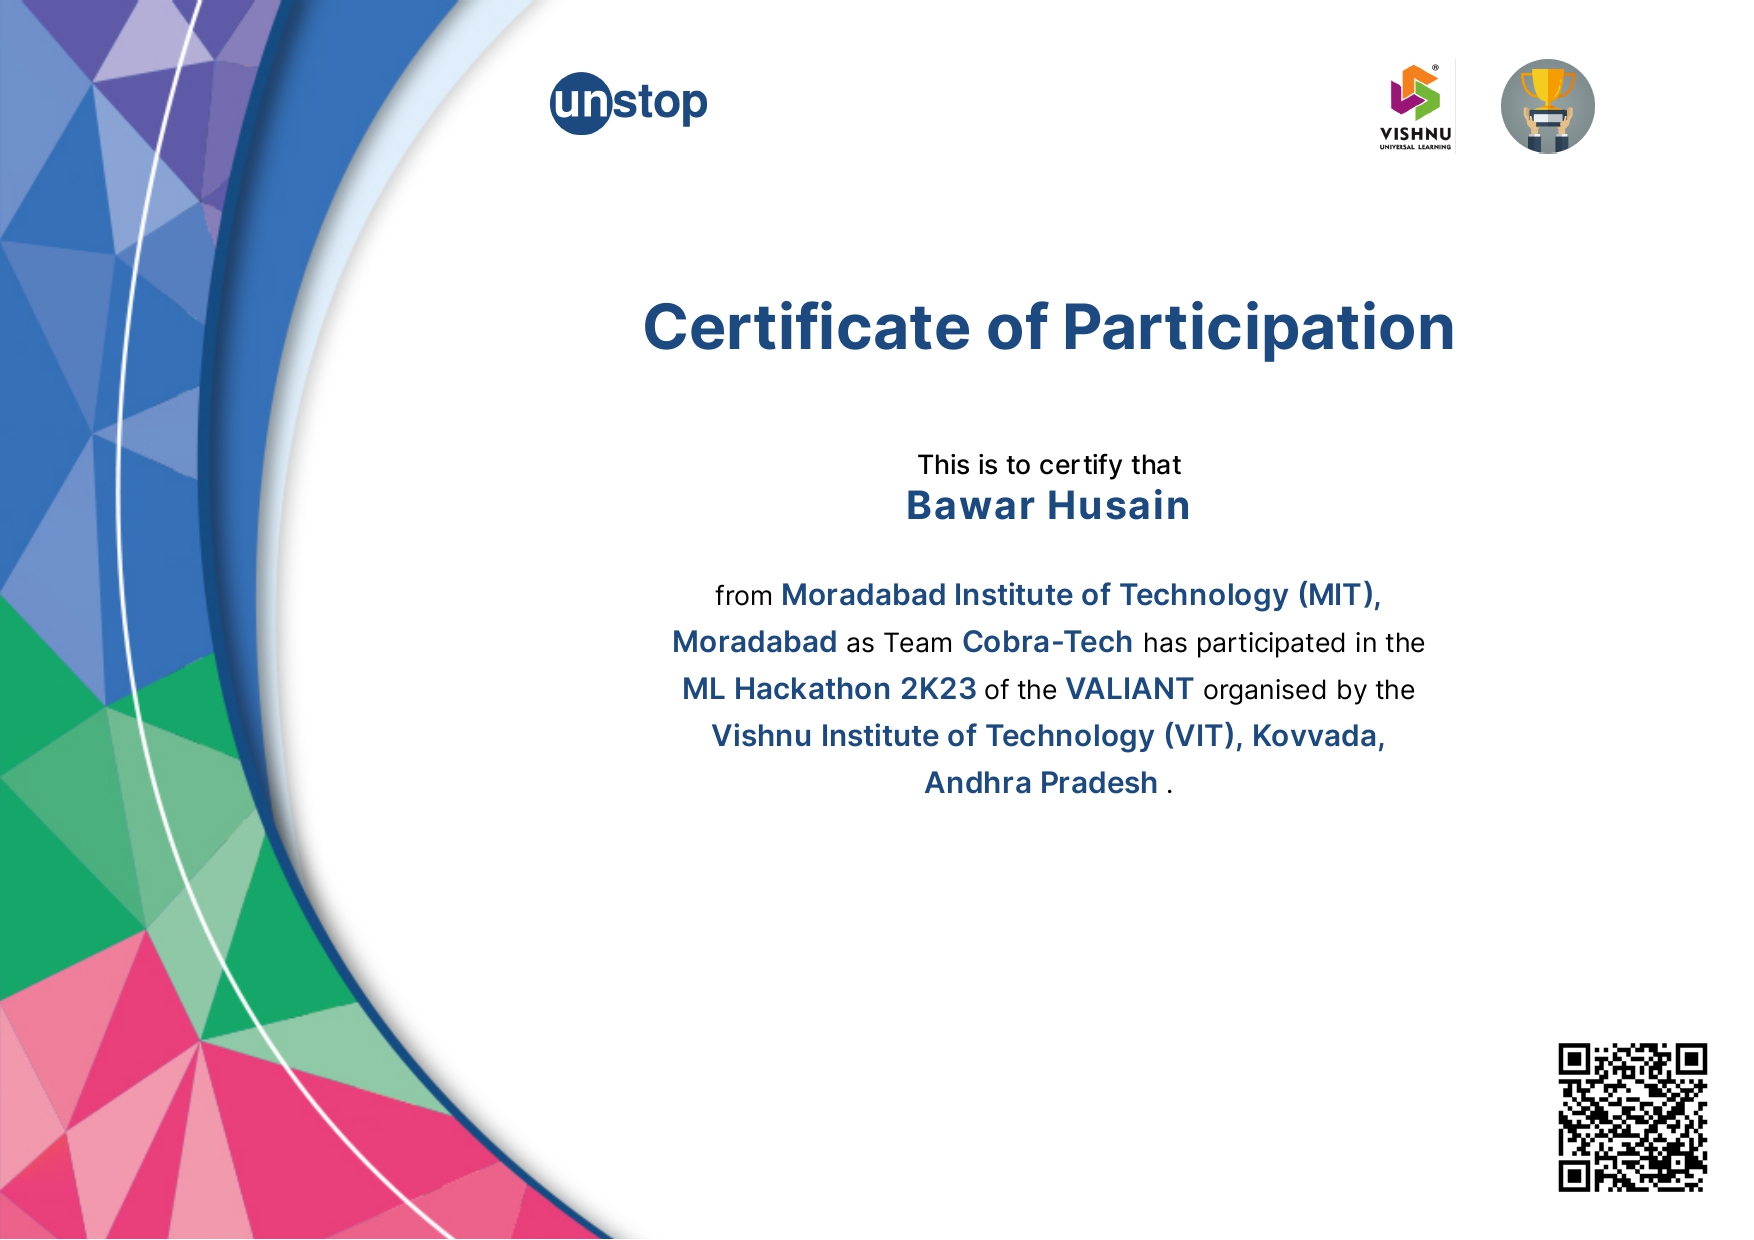 unstop
VISHNU
UNIVERSAL LEARNING
Certificate of Participation
This is to certify that
Bawar Husain
from Moradabad Institute of Technology (MIT),
Moradabad as Team Cobra-Tech has participated in the
ML Hackathon 2K23 of the VALIANT organised by the
Vishnu Institute of Technology (VIT), Kovvada,
Andhra Pradesh .